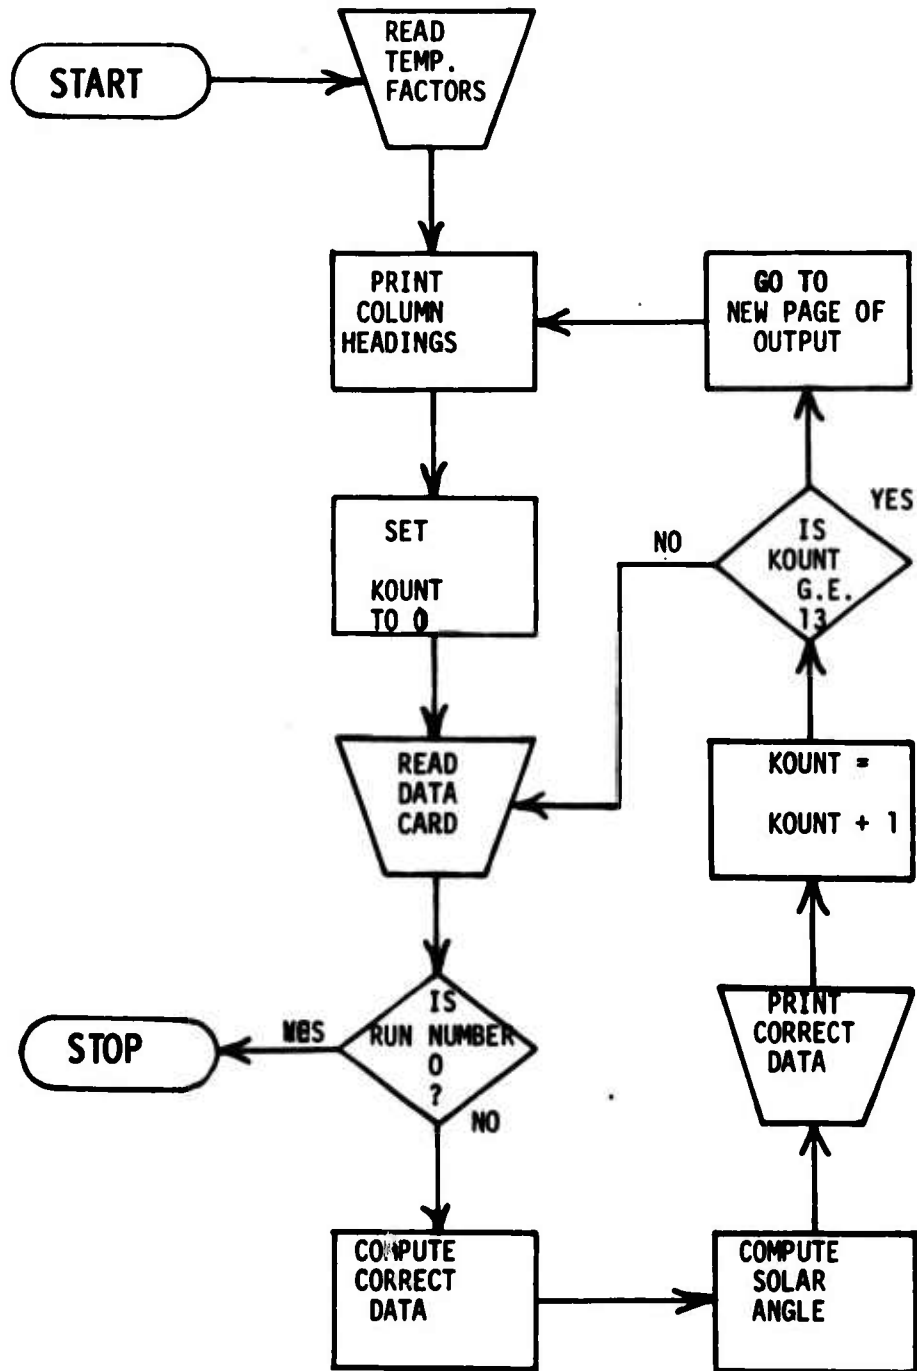 START
READ
TEMP.
FACTORS
PRINT
COLUMN
HEADINGS
GO TO
NEW PAGE OF
OUTPUT
SET
KOUNT
TO 0
IS
KOUNT
G.E.
13
YES
NO
READ
DATA
CARD
KOUNT =
KOUNT + 1
IS
RUN NUMBER
0
?
NO
STOP
PRINT
CORRECT
DATA
COMPUTE
CORRECT
DATA
COMPUTE
SOLAR
ANGLE